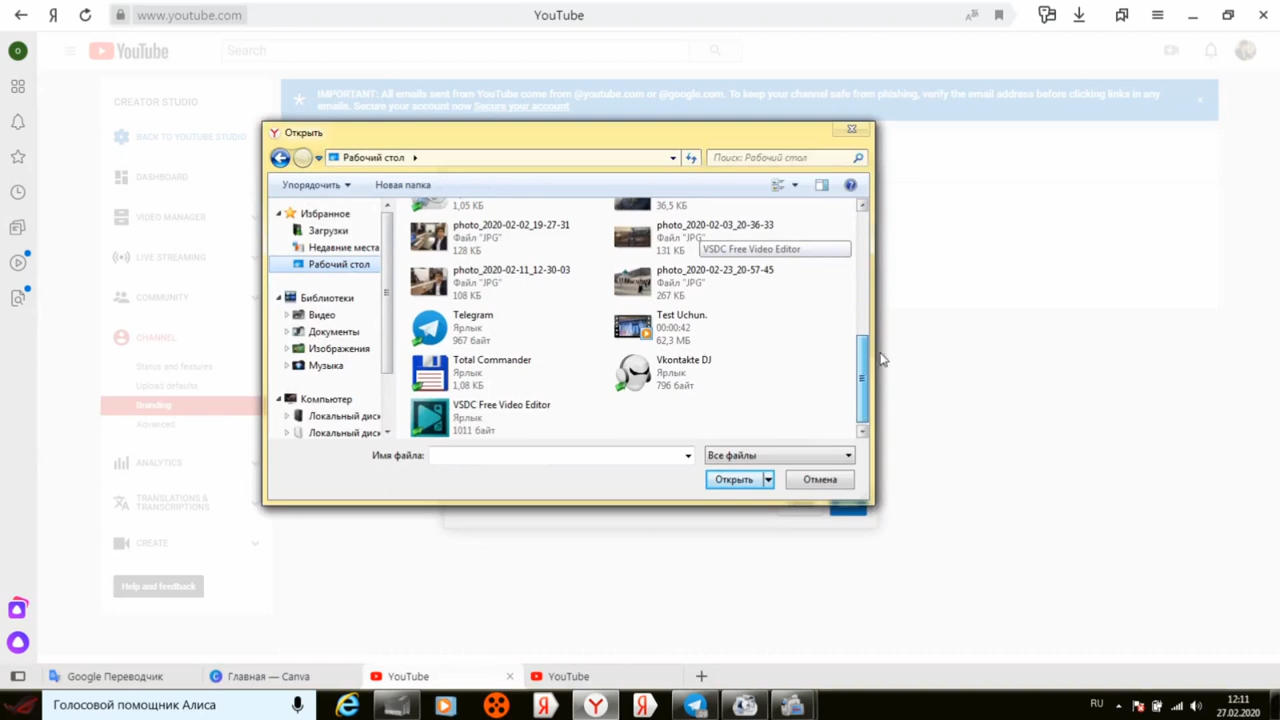 www.youtube.com
YouTube
YouTube
Search
CREATOR STUDIO
IMPORTANT: All emails sent from YouTube come from @youtube.com or @google.com. To keep your channel safe from phishing, verify the email address before clicking links in any
emails. Secure your account now Secure your account
BACK TO YOUTUBE STUDIO
DASHBOARD
VIDEO MANAGER
LIVE STREAMING
COMMUNITY
CHANNEL
Status and features
Upload defaults
Branding
Advanced
ANALYTICS
TRANSLATIONS &
TRANSCRIPTIONS
CREATE
Help and feedback
Открыть
Рабочий стол
Поиск: Рабочий стол
Упорядочить
Новая папка
Избранное
Загрузки
Недавние места
Рабочий стол
Библиотеки
Видео
Документы
Изображения
Музыка
Компьютер
Локальный дис
Локальный дис
1,05 КБ
36,5 КБ
photo_2020-02-02_19-27-31
Файл "JPG"
128 КБ
photo_2020-02-03_20-36-33
Файл "JPG"
131 КБ
VSDC Free Video Editor
photo_2020-02-11_12-30-03
Файл "JPG"
108 КБ
photo_2020-02-23_20-57-45
Файл "JPG"
267 КБ
Telegram
Ярлык
967 байт
Test Uchun.
00:00:42
62,3 МБ
Total Commander
Ярлык
1,08 КБ
Vkontakte DJ
Ярлык
796 байт
VSDC Free Video Editor
Ярлык
1011 байт
Имя файла:
Все файлы
Открыть
Отмена
Google Переводчик
Главная — Canva
YouTube
YouTube
Голосовой помощник Алиса
RU
12:11
27.02.2020